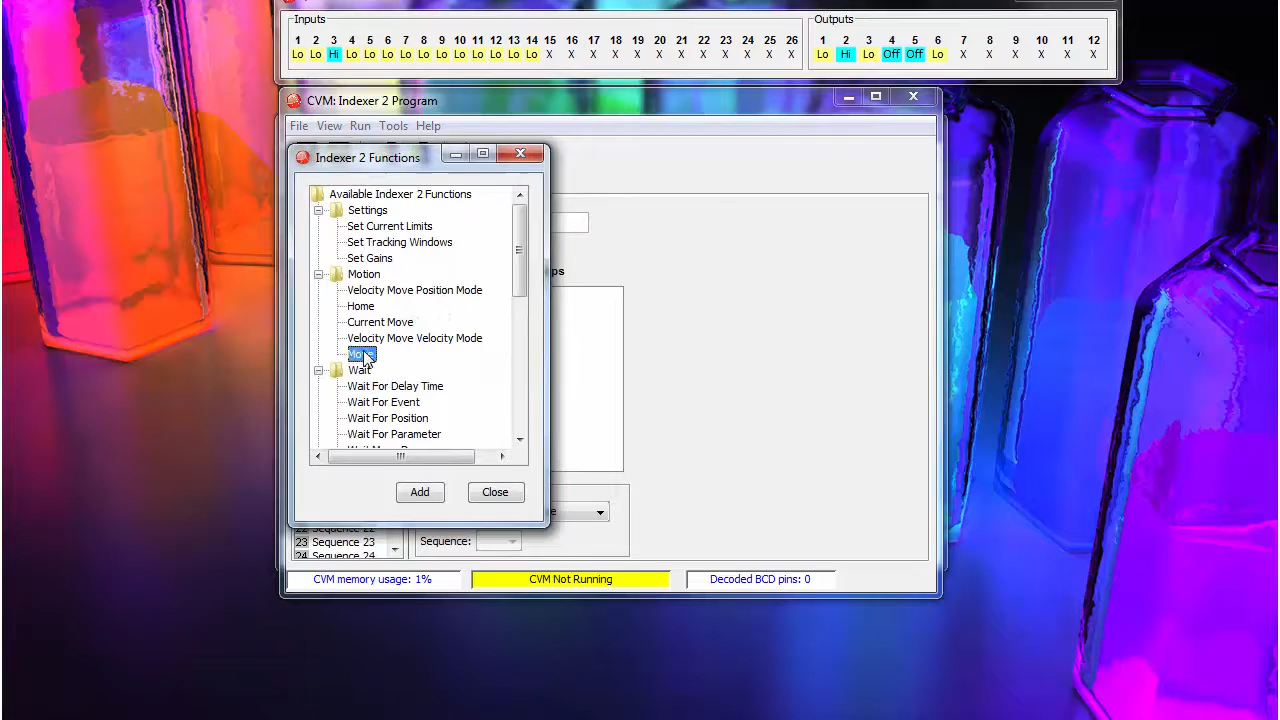 Inputs
Outputs
1 2 3 4 5 6 7 8 9 10 11 12 13 14 15 16 17 18 19 20 21 22 23 24 25 26
1 2 3 4 5 6 7 8 9 10 11 12
Lo Lo Hi Lo Lo Lo Lo Lo Lo Lo Lo Lo Lo Lo X X X X X X X X X X X X
Lo Hi Lo Off Off Lo X X X X X X
CVM: Indexer 2 Program
File View Run Tools Help
Indexer 2 Functions
Available Indexer 2 Functions
Settings
Set Current Limits
Set Tracking Windows
Set Gains
Motion
Velocity Move Position Mode
Home
Current Move
Velocity Move Velocity Mode
Wait
Wait For Delay Time
Wait For Event
Wait For Position
Wait For Parameter
Add
Close
23 Sequence 23
24 Sequence 24
Sequence:
CVM memory usage: 1%
CVM Not Running
Decoded BCD pins: 0